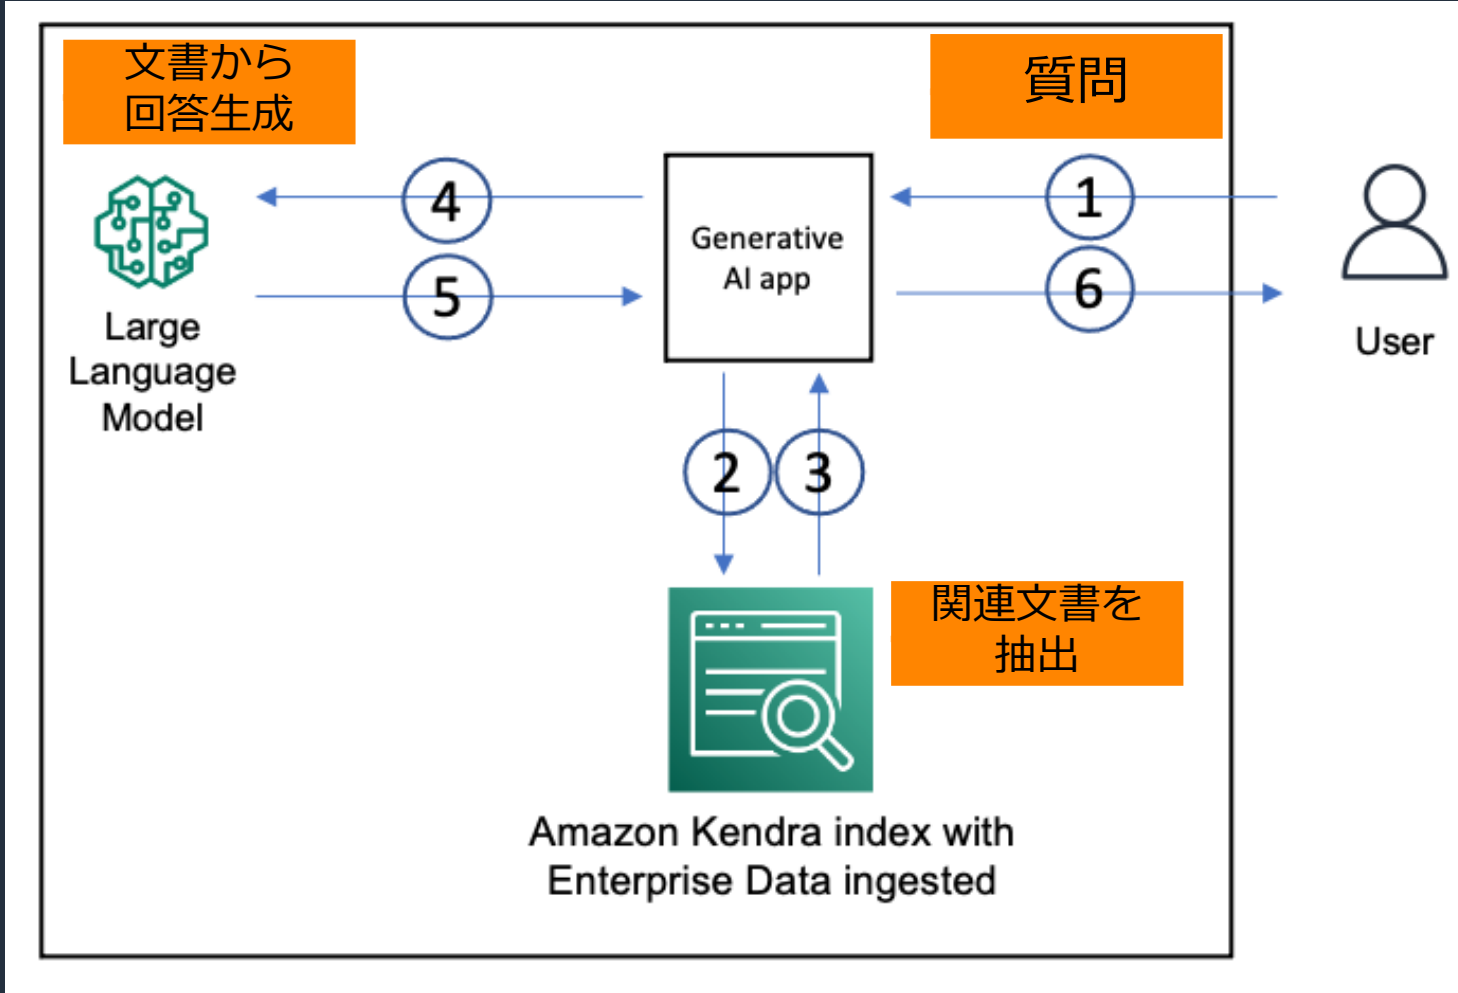 文書から
回答生成
質問
4
1
Generative
AI app
5
6
Large
Language
Model
User
2
3
関連文書を
抽出
Amazon Kendra index with
Enterprise Data ingested